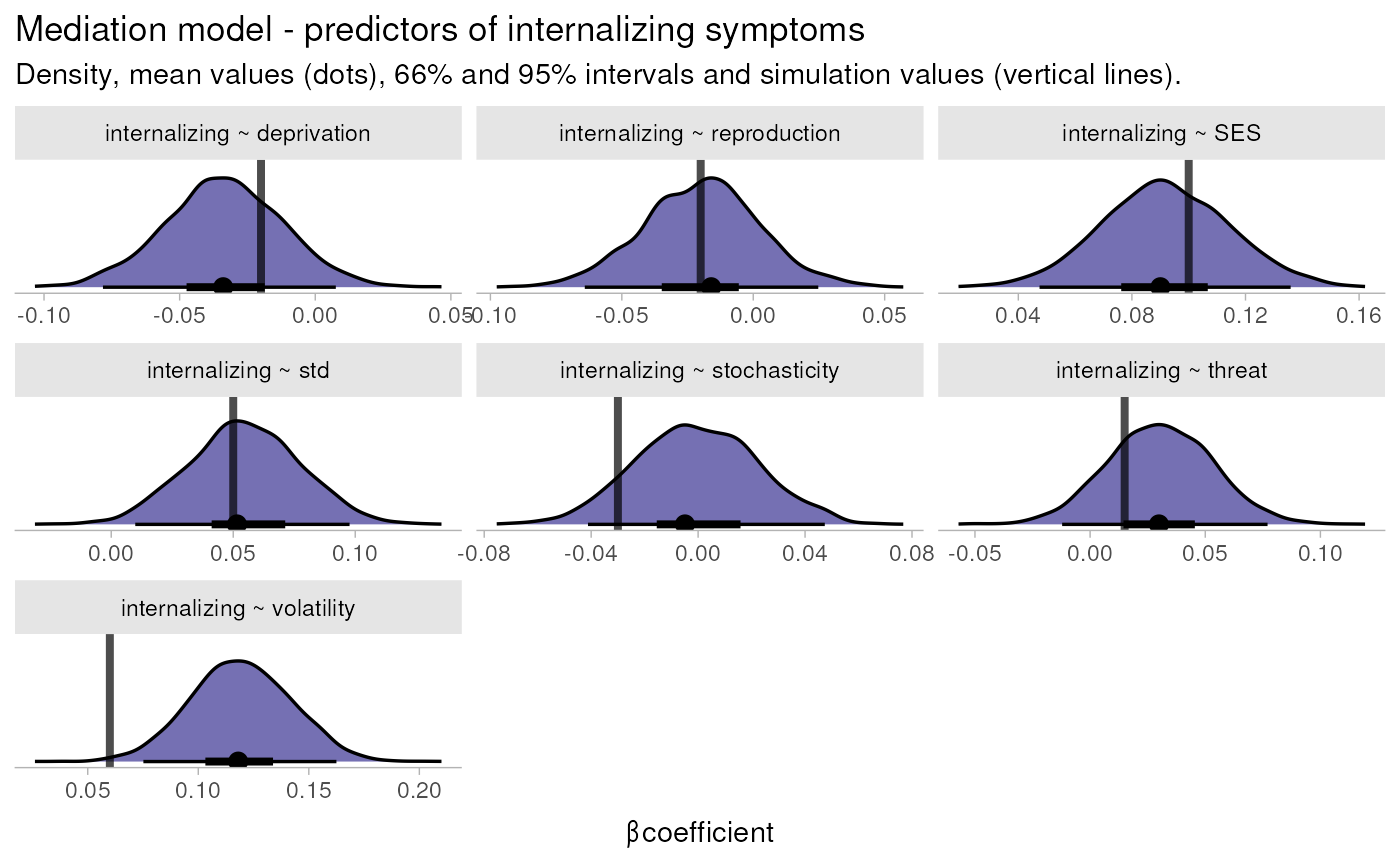 Mediation model - predictors of internalizing symptoms
Density, mean values (dots), 66% and 95% intervals and simulation values (vertical lines).
internalizing ~ deprivation internalizing ~ reproduction internalizing ~ SES
-0.10 -0.05 0.00 0.05 -0.10 -0.05 0.00 0.05 0.04 0.08 0.12 0.16
internalizing ~ std internalizing ~ stochasticity internalizing ~ threat
0.00 0.05 0.10 -0.08 -0.04 0.00 0.04 0.08 -0.05 0.00 0.05 0.10
internalizing ~ volatility
0.05 0.10 0.15 0.20
βcoefficient